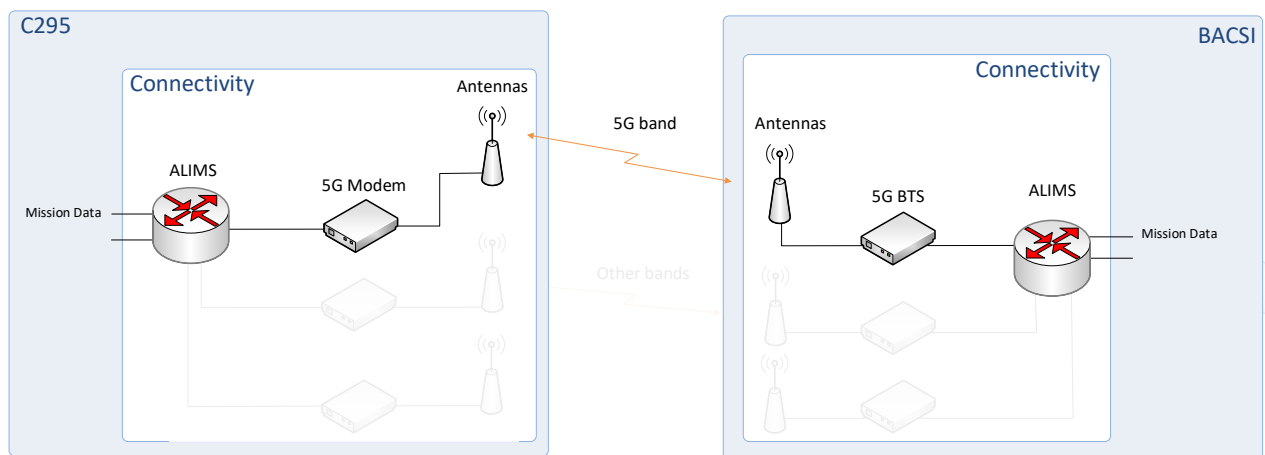 C295
BACSI
Connectivity
Connectivity
Antennas
5G band
Antennas
ALIMS
5G Modem
5G BTS
ALIMS
Mission Data
Mission Data
Other bands